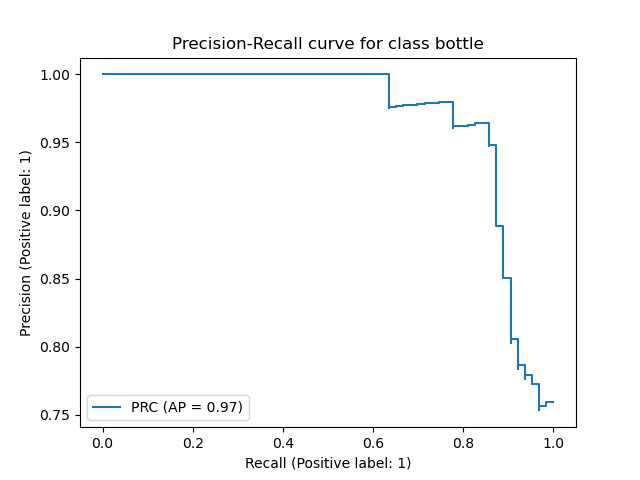 Precision-Recall curve for class bottle
1.00
0.95
0.90
0.85
0.80
0.75
Precision (Positive label: 1)
PRC (AP = 0.97)
0.0 0.2 0.4 0.6 0.8 1.0
Recall (Positive label: 1)